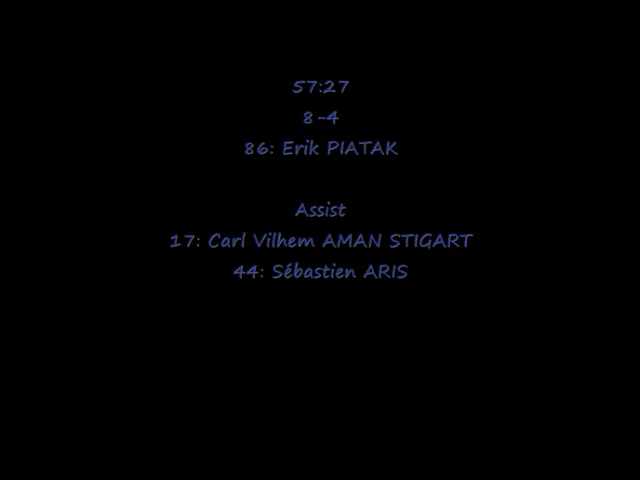 57:27
8-4
86: Erik PIATAK
Assist
17: Carl Vilhem AMAN STIGART
44: Sébastien ARIS